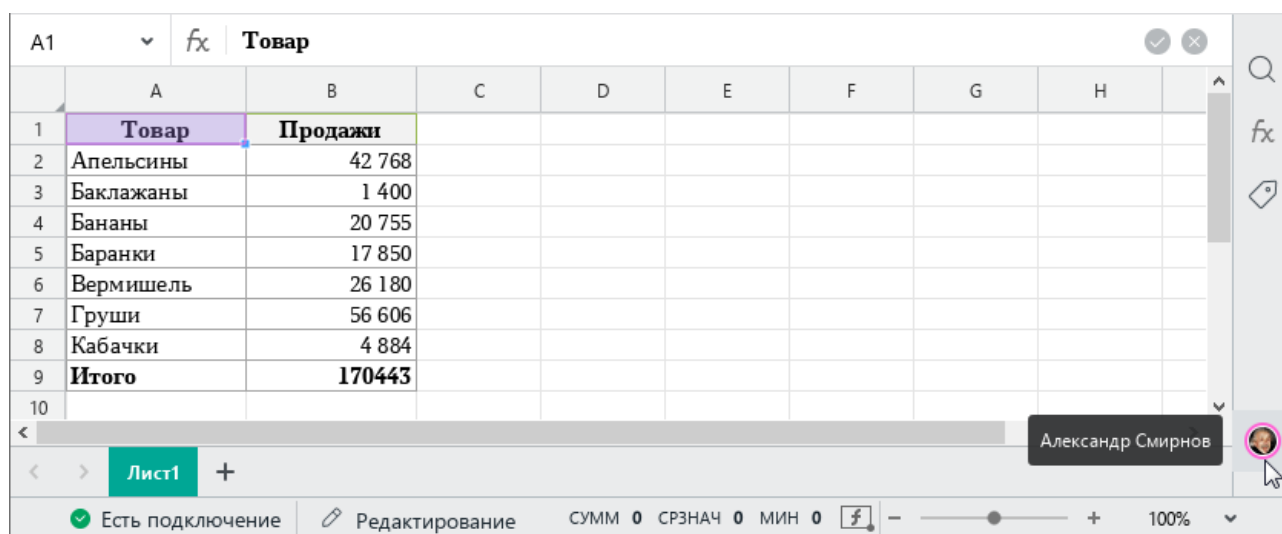 A1 fx Товар
A B C D E F G H
1 Товар Продажи
2 Апельсины 42 768
3 Баклажаны 1 400
4 Бананы 20 755
5 Баранки 17 850
6 Вермишель 26 180
7 Груши 56 606
8 Кабачки 4 884
9 Итого 170443
10
Александр Смирнов
Лист1 +
Есть подключение Редактирование СУММ 0 СРЗНАЧ 0 МИН 0 f − + 100%
fx